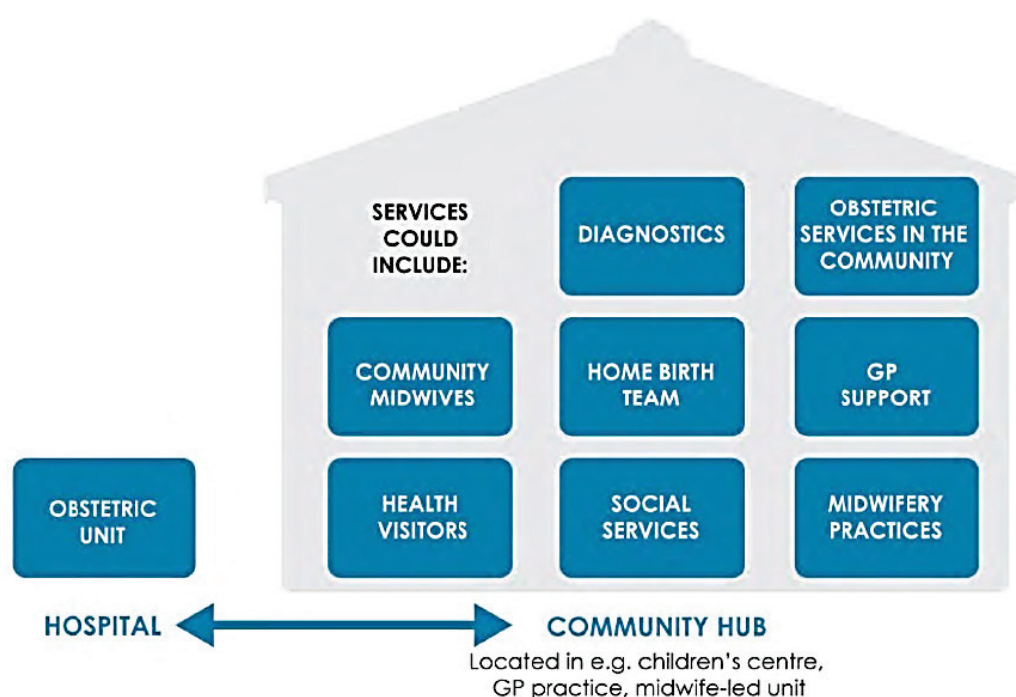 SERVICES
COULD
INCLUDE:
DIAGNOSTICS
OBSTETRIC
SERVICES IN THE
COMMUNITY
COMMUNITY
MIDWIVES
HOME BIRTH
TEAM
GP
SUPPORT
OBSTETRIC
UNIT
HEALTH
VISITORS
SOCIAL
SERVICES
MIDWIFERY
PRACTICES
HOSPITAL
COMMUNITY HUB
Located in e.g. children's centre,
GP practice, midwife-led unit